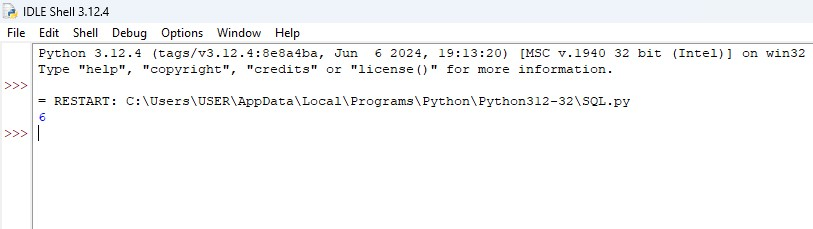 IDLE Shell 3.12.4
File Edit Shell Debug Options Window Help
Python 3.12.4 (tags/v3.12.4:8e8a4ba, Jun  6 2024, 19:13:20) [MSC v.1940 32 bit (Intel)] on win32
Type "help", "copyright", "credits" or "license()" for more information.
>>>
= RESTART: C:\Users\USER\AppData\Local\Programs\Python\Python312-32\SQL.py
6
>>>